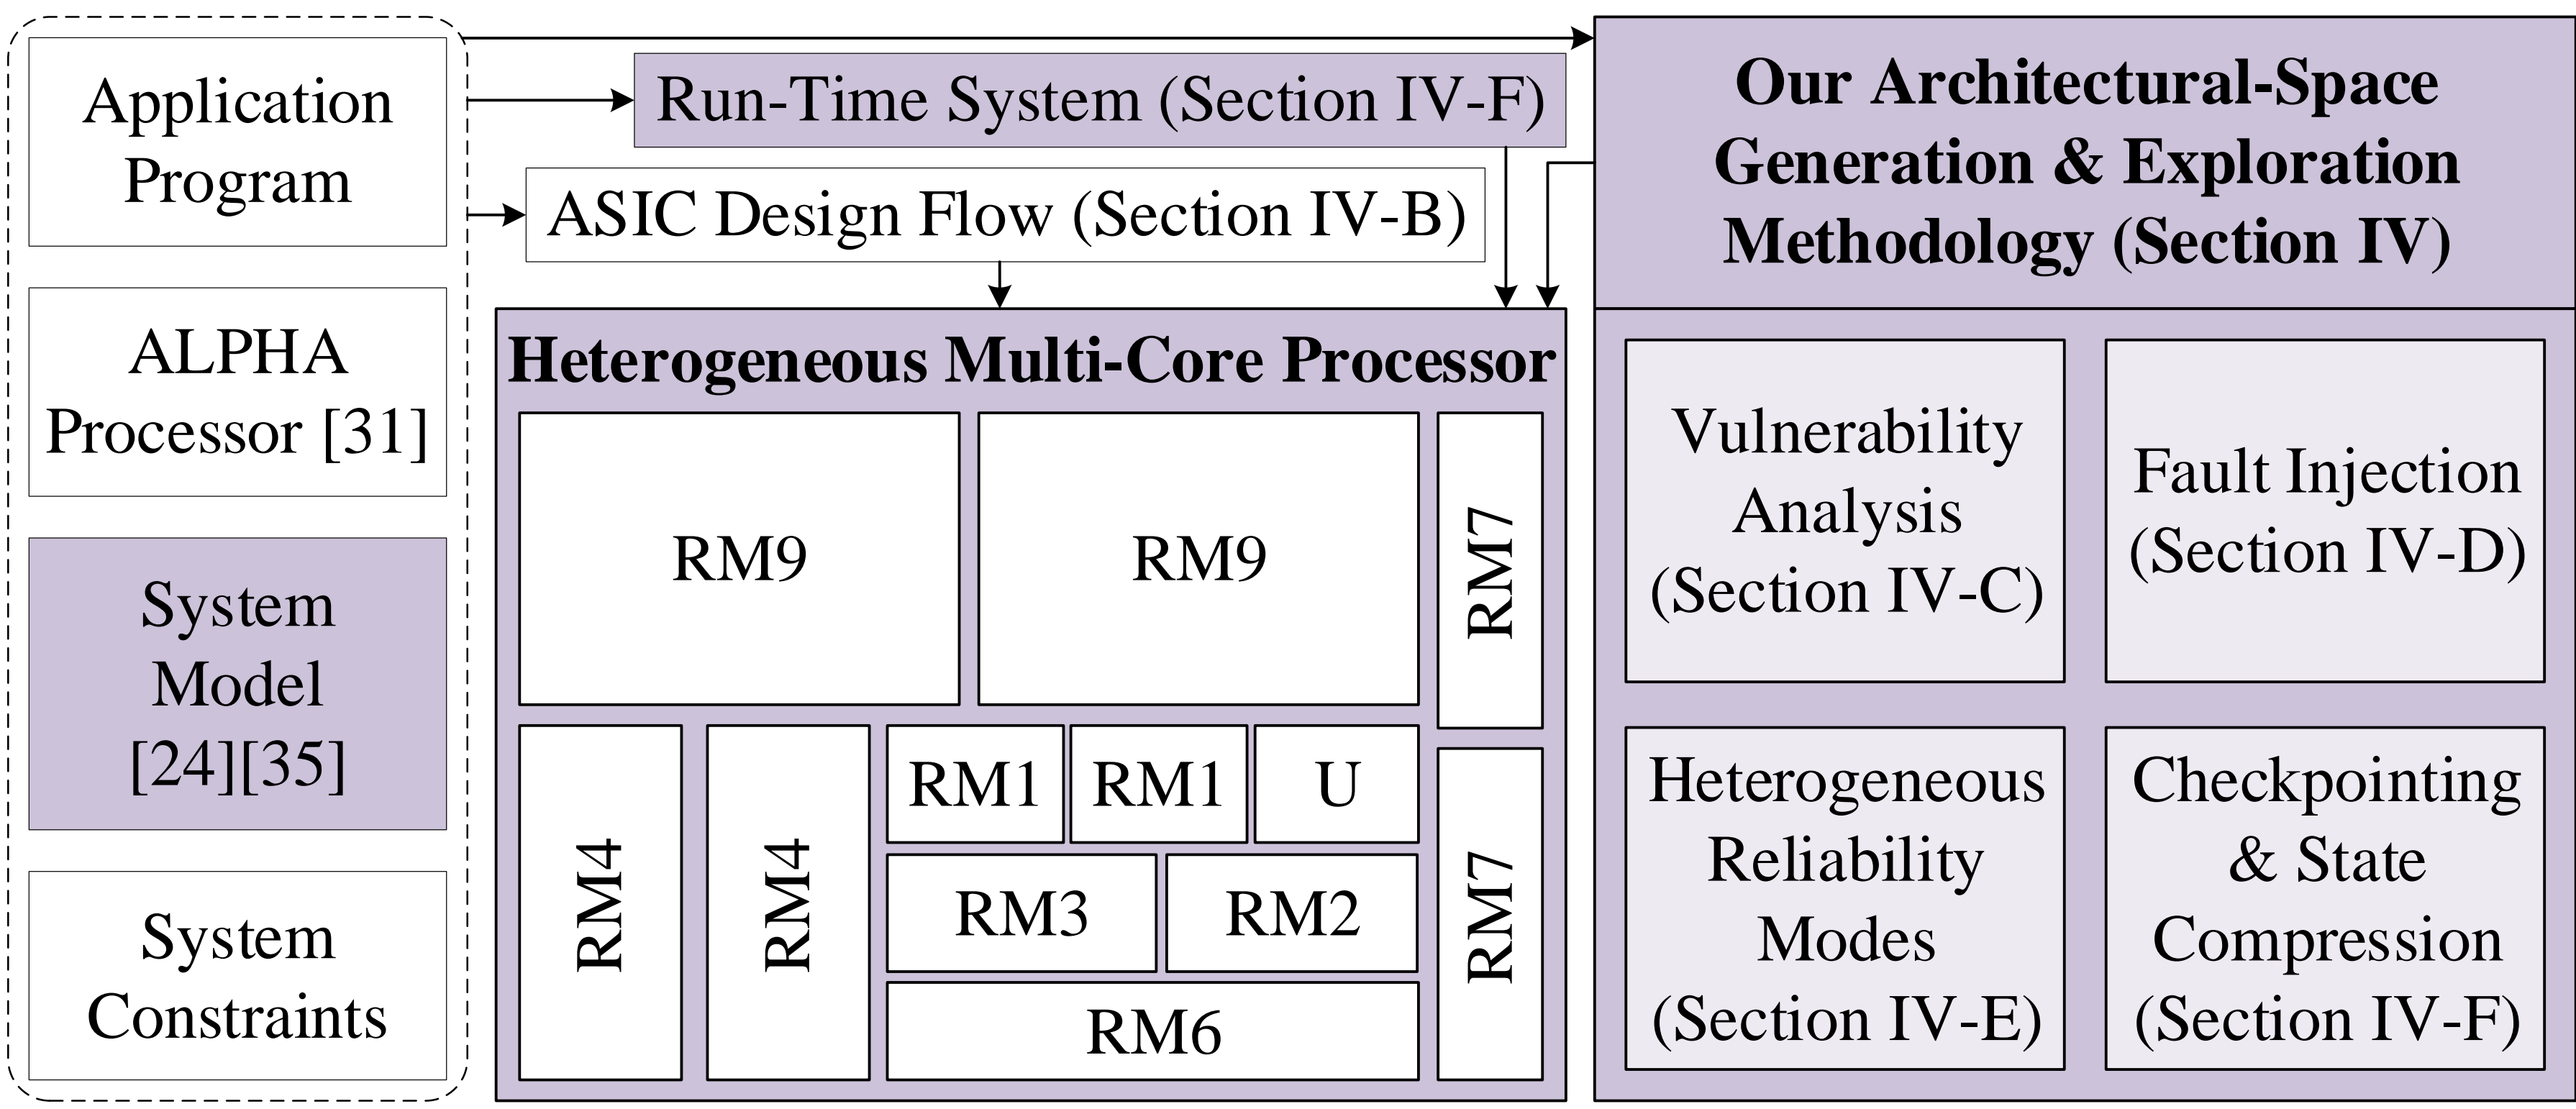 Application
Program
ALPHA
Processor [31]
System
Model
[24][35]
System
Constraints
Run-Time System (Section IV-F)
ASIC Design Flow (Section IV-B)
Heterogeneous Multi-Core Processor
RM9
RM9
RM7
RM4
RM4
RM1
RM1
U
RM3
RM2
RM6
RM7
Our Architectural-Space
Generation & Exploration
Methodology (Section IV)
Vulnerability
Analysis
(Section IV-C)
Fault Injection
(Section IV-D)
Heterogeneous
Reliability
Modes
(Section IV-E)
Checkpointing
& State
Compression
(Section IV-F)